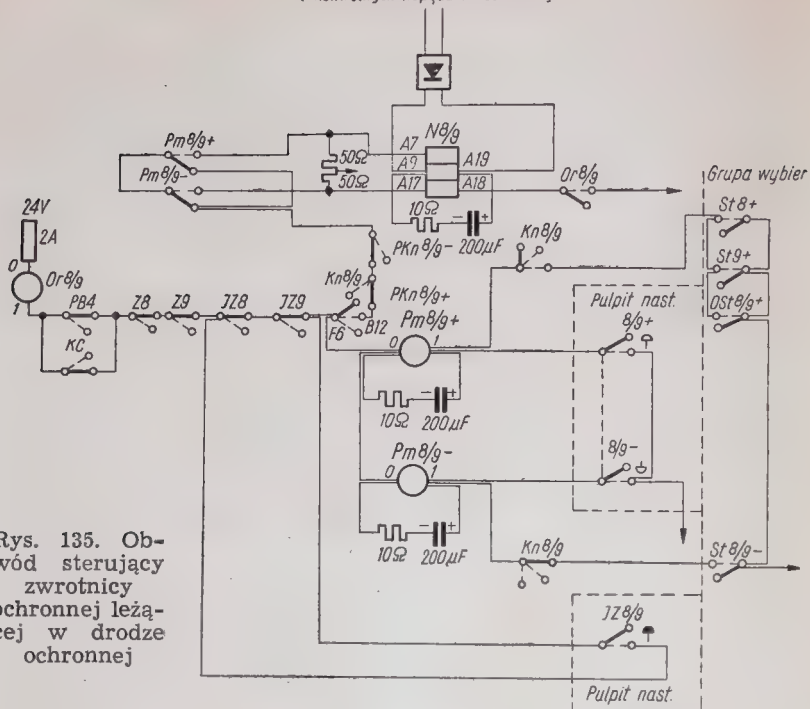 Pm8/9+
Pm8/9-
50Ω
50Ω
A7
N8/9
A9
A19
A17
A18
10Ω
- +
200μF
Or8/9
Grupa wybier
St8+
St9+
OSt8/9+
24V
2A
0
Or8/9
1
PB4
KC
Z8
Z9
JZ8
JZ9
Kn8/9
PKn8/9-
PKn8/9+
F6
B12
Kn8/9
Pm8/9+
0
1
10Ω
- +
200μF
Pulpit nast.
8/9+
8/9-
Pm8/9-
0
1
10Ω
- +
200μF
Kn8/9
St8/9-
JZ8/9
Pulpit nast.
Rys. 135. Ob-
wód sterujący
zwrotnicy
ochronnej leżą-
cej w drodze
ochronnej